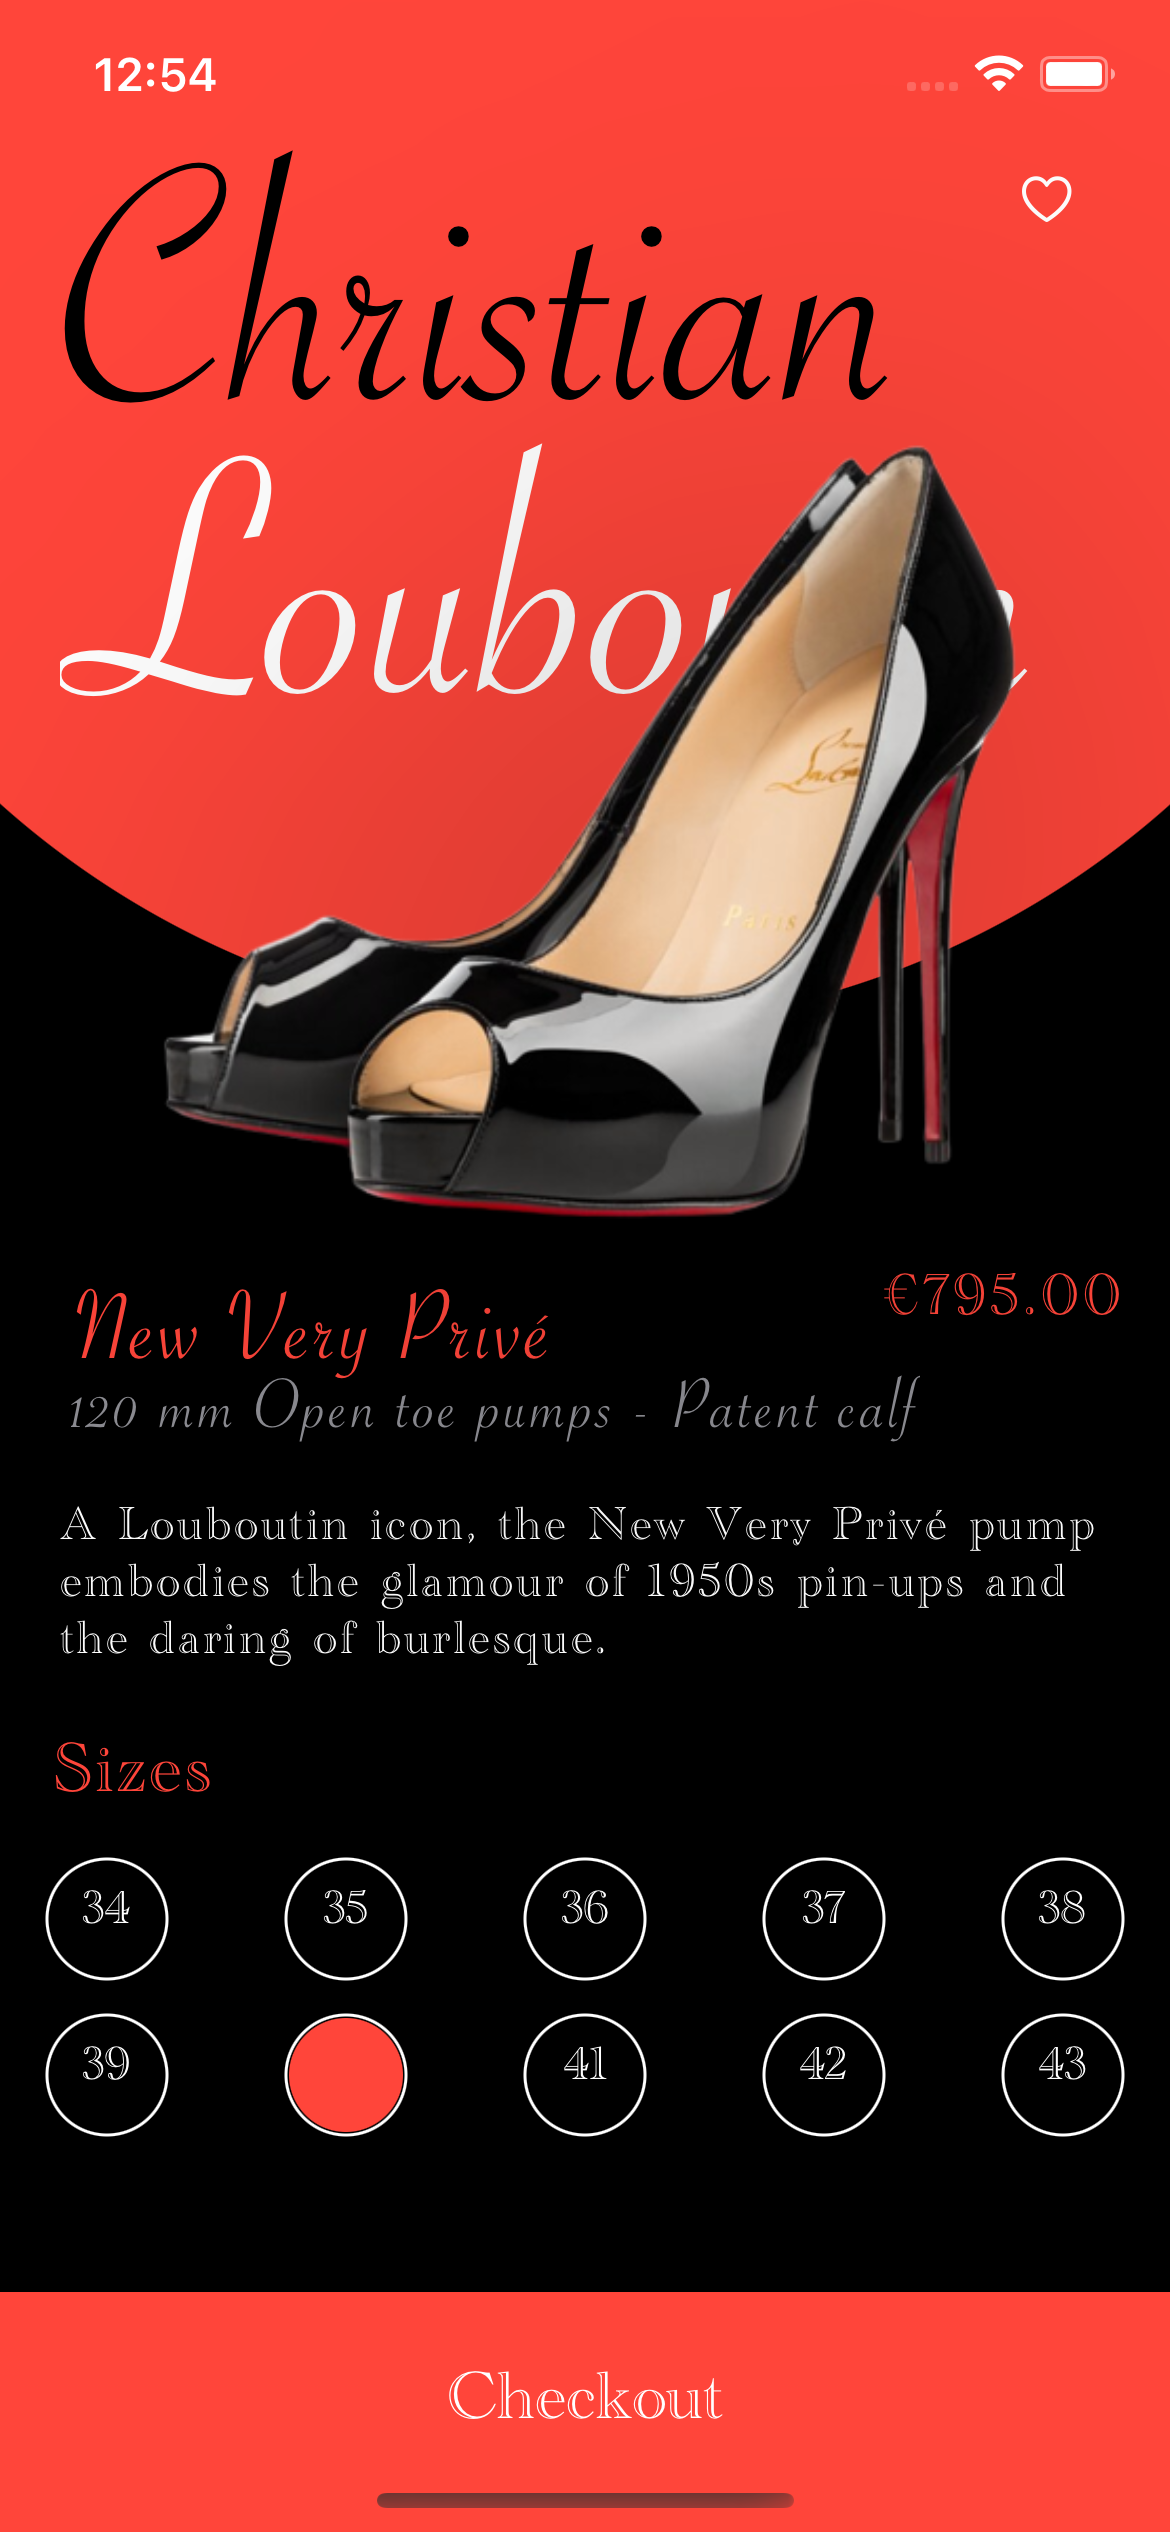 12:54
Christian
New Very Privé
€795.00
120 mm Open toe pumps - Patent calf
A Louboutin icon, the New Very Privé pump
embodies the glamour of 1950s pin-ups and
the daring of burlesque.
Sizes
34 35 36 37 38
39 41 42 43
Checkout
Paris